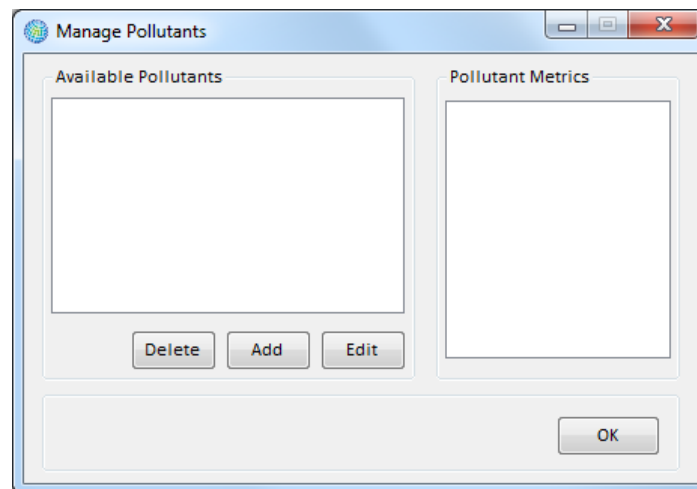 Manage Pollutants
Available Pollutants
Pollutant Metrics
Delete
Add
Edit
OK